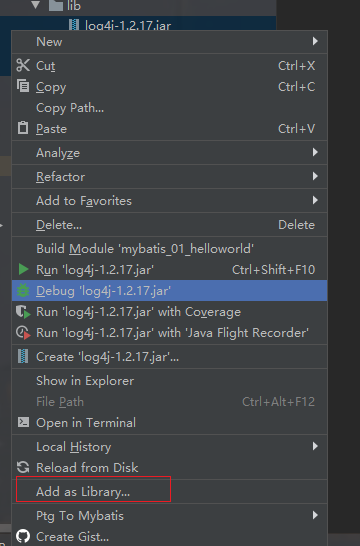 lib
log4j-1.2.17.jar
New
Cut Ctrl+X
Copy Ctrl+C
Copy Path...
Paste Ctrl+V
Analyze
Refactor
Add to Favorites
Delete... Delete
Build Module 'mybatis_01_helloworld'
Run 'log4j-1.2.17.jar' Ctrl+Shift+F10
Debug 'log4j-1.2.17.jar'
Run 'log4j-1.2.17.jar' with Coverage
Run 'log4j-1.2.17.jar' with 'Java Flight Recorder'
Create 'log4j-1.2.17.jar'...
Show in Explorer
File Path Ctrl+Alt+F12
Open in Terminal
Local History
Reload from Disk
Add as Library...
Ptg To Mybatis
Create Gist...